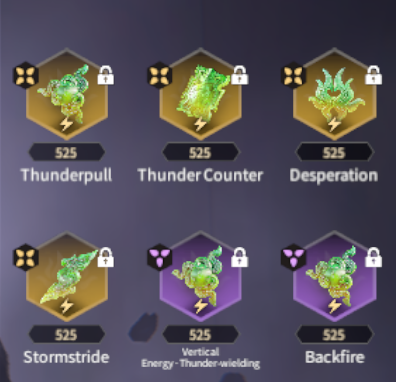 525 525 525
Thunderpull Thunder Counter Desperation
525 525 525
Stormstride Vertical Energy - Thunder-wielding Backfire